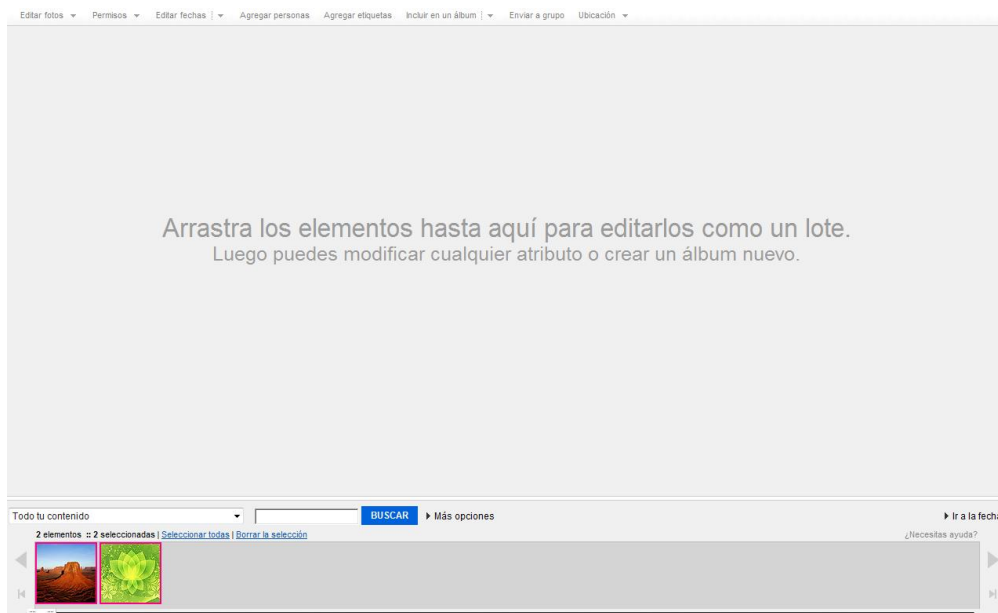 Editar fotos Permisos Editar fechas | Agregar personas Agregar etiquetas Incluir en un álbum | Enviar a grupo Ubicación
Arrastra los elementos hasta aquí para editarlos como un lote.
Luego puedes modificar cualquier atributo o crear un álbum nuevo.
Todo tu contenido BUSCAR Más opciones Ir a la fecha
2 elementos :: 2 seleccionadas | Seleccionar todas | Borrar la selección ¿Necesitas ayuda?